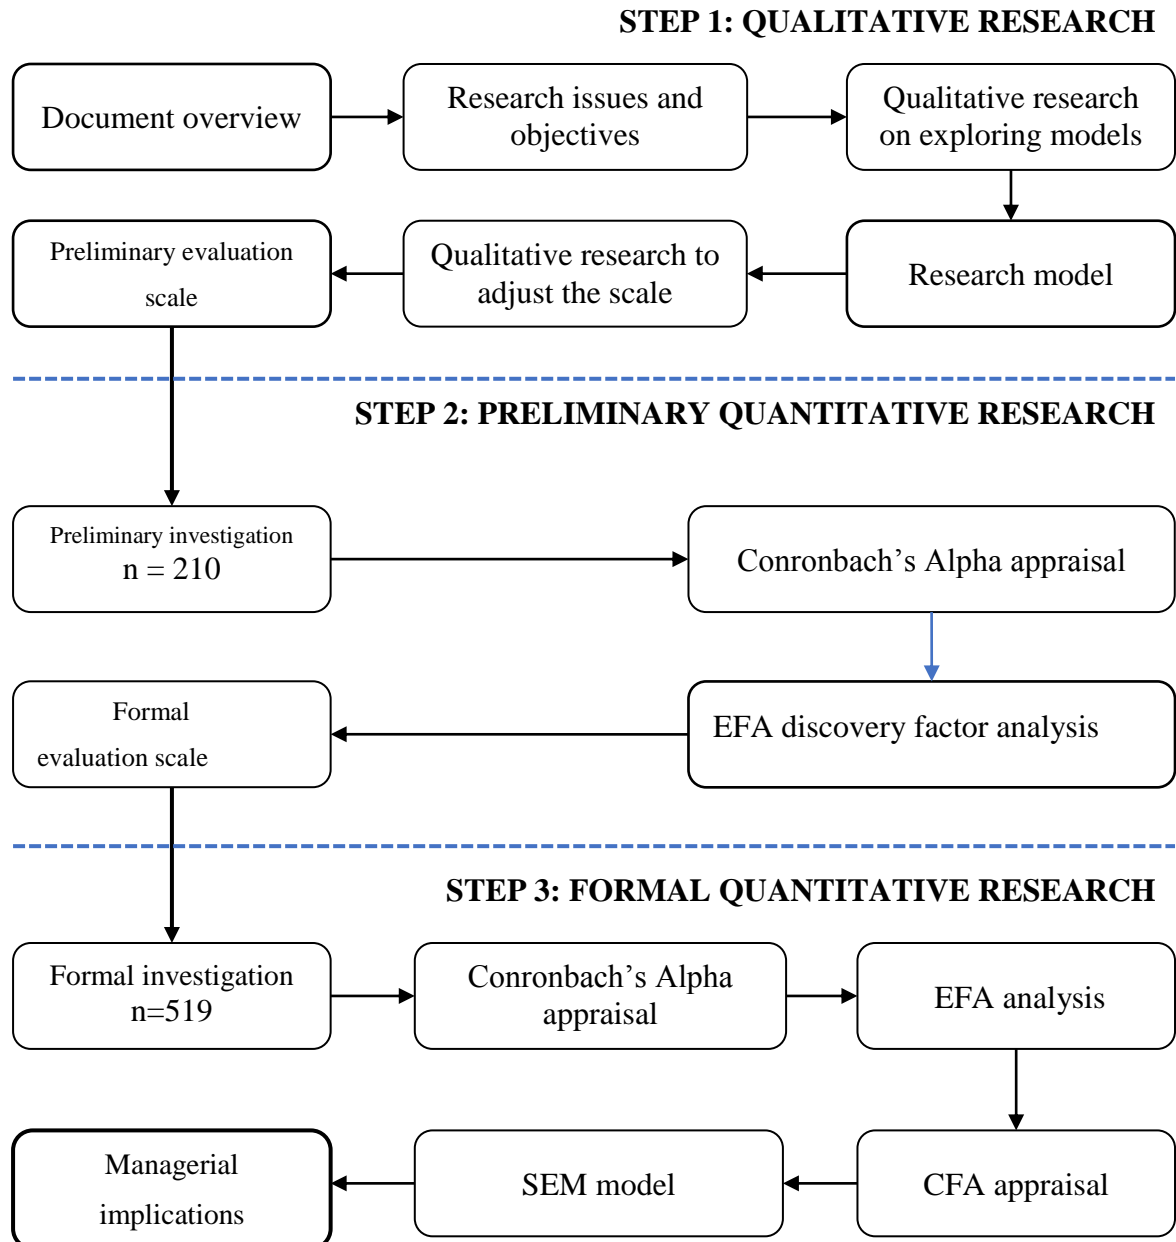 STEP 1: QUALITATIVE RESEARCH
Document overview
Research issues and
objectives
Qualitative research
on exploring models
Preliminary evaluation
scale
Qualitative research to
adjust the scale
Research model
STEP 2: PRELIMINARY QUANTITATIVE RESEARCH
Preliminary investigation
n = 210
Conronbach’s Alpha appraisal
Formal
evaluation scale
EFA discovery factor analysis
STEP 3: FORMAL QUANTITATIVE RESEARCH
Formal investigation
n=519
Conronbach’s Alpha
appraisal
EFA analysis
Managerial
implications
SEM model
CFA appraisal